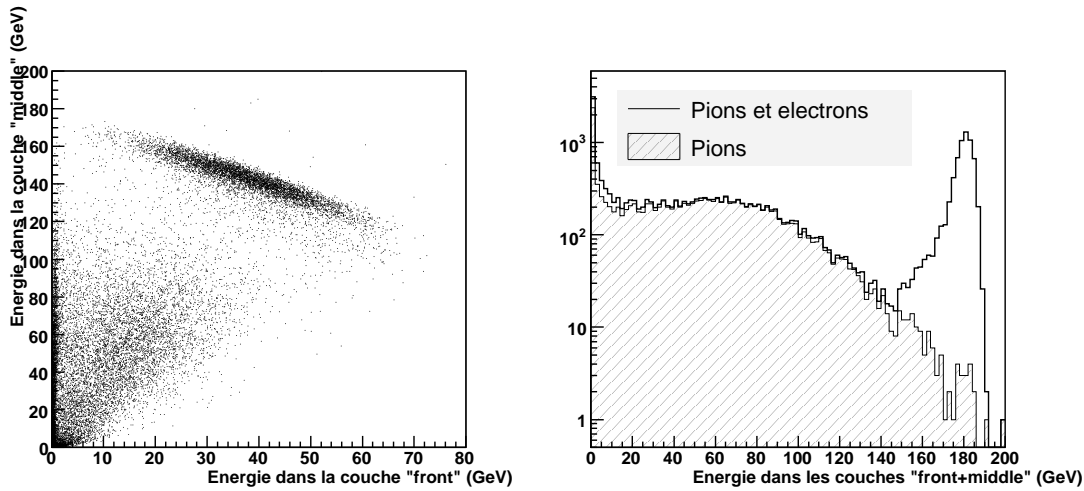 Energie dans la couche "middle" (GeV)
200
180
160
140
120
100
80
60
40
20
0
0 10 20 30 40 50 60 70 80
Energie dans la couche "front" (GeV)
Pions et electrons
Pions
10³
10²
10
1
0 20 40 60 80 100 120 140 160 180 200
Energie dans les couches "front+middle" (GeV)